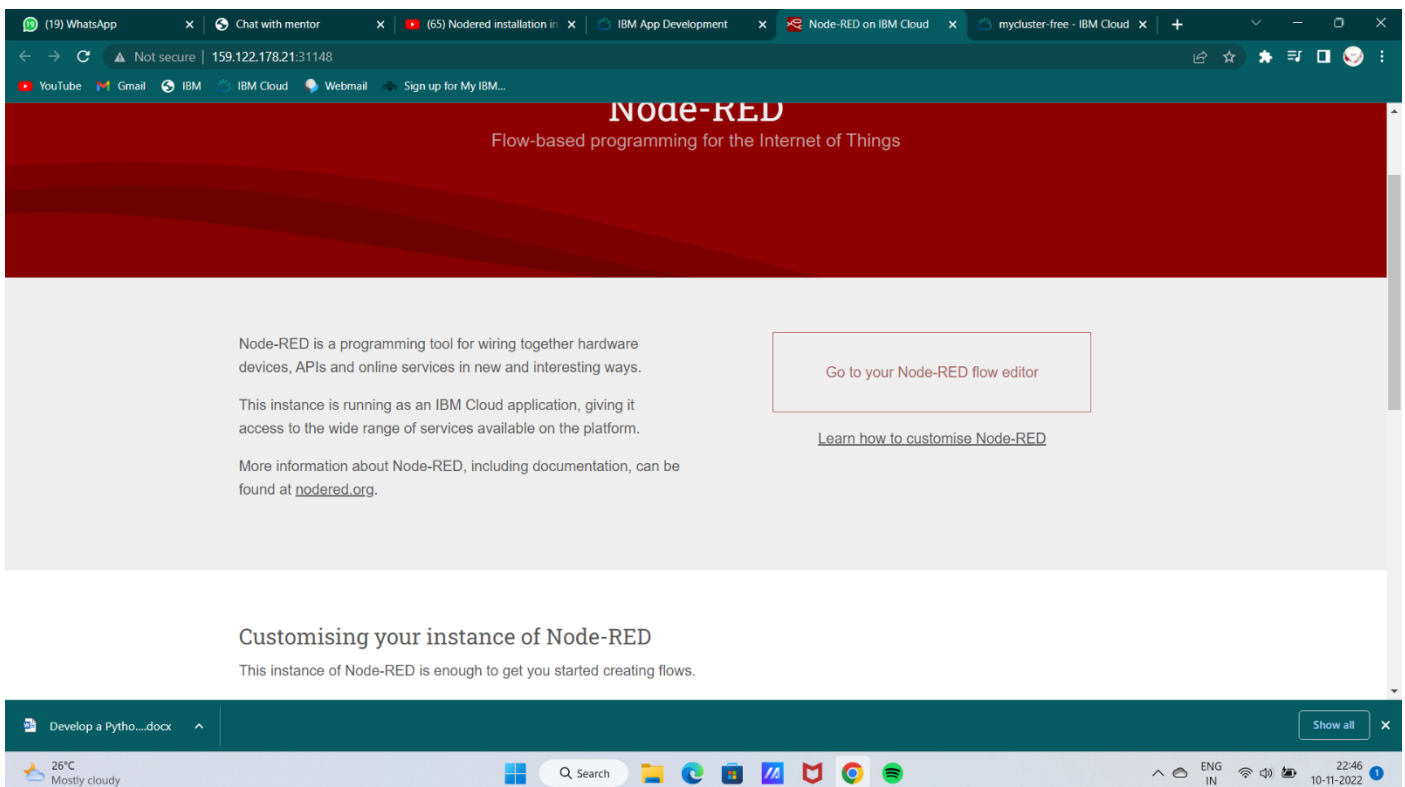 (19) WhatsApp
Chat with mentor
(65) Nodered installation in
IBM App Development
Node-RED on IBM Cloud
mycluster-free - IBM Cloud
Not secure | 159.122.178.21:31148
YouTube Gmail IBM IBM Cloud Webmail Sign up for My IBM...
Node-RED
Flow-based programming for the Internet of Things
Node-RED is a programming tool for wiring together hardware
devices, APIs and online services in new and interesting ways.
This instance is running as an IBM Cloud application, giving it
access to the wide range of services available on the platform.
More information about Node-RED, including documentation, can be
found at nodered.org.
Go to your Node-RED flow editor
Learn how to customise Node-RED
Customising your instance of Node-RED
This instance of Node-RED is enough to get you started creating flows.
Develop a Pytho....docx
Show all
26°C
Mostly cloudy
Search
ENG
IN
22:46
10-11-2022
1